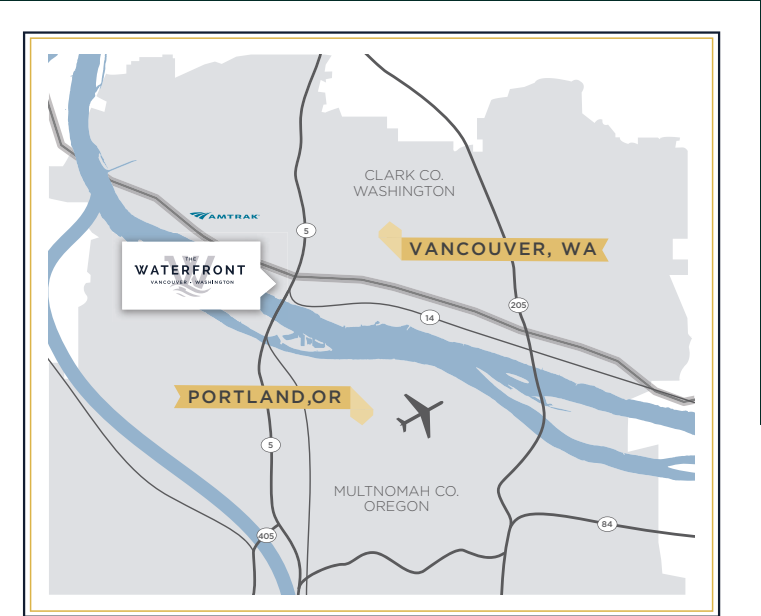 CLARK CO.
WASHINGTON
AMTRAK
5
VANCOUVER, WA
THE
WATERFRONT
VANCOUVER • WASHINGTON
W
205
14
PORTLAND,OR
5
MULTNOMAH CO.
OREGON
84
405